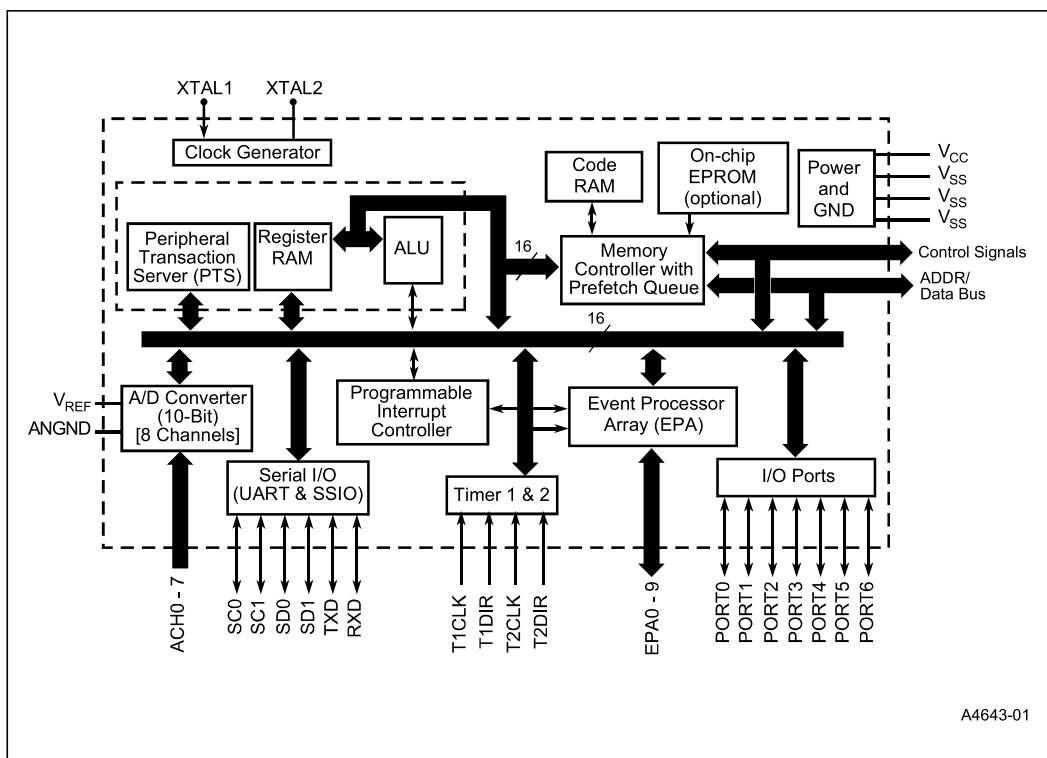 XTAL1
XTAL2
Clock Generator
Code
RAM
On-chip
EPROM
(optional)
Power
and
GND
VCC
VSS
VSS
VSS
Peripheral
Transaction
Server (PTS)
Register
RAM
ALU
16
Memory
Controller with
Prefetch Queue
Control Signals
ADDR/
Data Bus
16
VREF
ANGND
A/D Converter
(10-Bit)
[8 Channels]
Programmable
Interrupt
Controller
Event Processor
Array (EPA)
Serial I/O
(UART & SSIO)
Timer 1 & 2
I/O Ports
ACH0 - 7
SC0
SC1
SD0
SD1
TXD
RXD
T1CLK
T1DIR
T2CLK
T2DIR
EPA0 - 9
PORT0
PORT1
PORT2
PORT3
PORT4
PORT5
PORT6
A4643-01